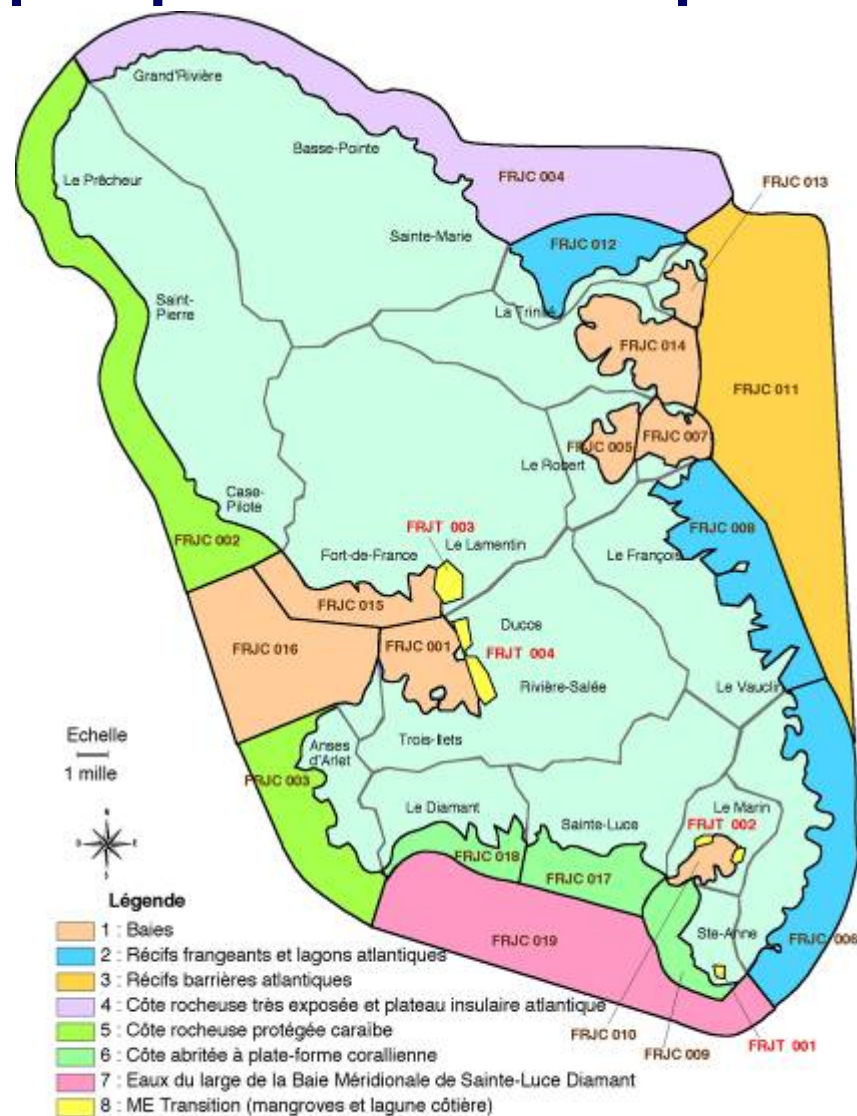 Grand'Rivière
Basse-Pointe
FRJC 004
FRJC 013
Le Prêcheur
Sainte-Marie
FRJC 012
Saint-
Pierre
La Trinité
FRJC 014
FRJC 011
FRJC 005
FRJC 007
Le Robert
Case-
Pilote
FRJT 003
FRJC 008
FRJC 002
Fort-de-France
Le Lamentin
Le François
FRJC 015
Ducos
FRJC 016
FRJC 001
FRJT 004
Rivière-Salée
Le Vauclin
Echelle
1 mille
Anses
d'Arlet
Trois-Ilets
FRJC 003
Le Diamant
Sainte-Luce
Le Marin
FRJT 002
FRJC 018
FRJC 017
FRJC 019
Ste-Anne
FRJC 006
FRJC 010
FRJC 009
FRJT 001
Légende
1 : Baies
2 : Récifs frangeants et lagons atlantiques
3 : Récifs barrières atlantiques
4 : Côte rocheuse très exposée et plateau insulaire atlantique
5 : Côte rocheuse protégée caraïbe
6 : Côte abritée à plate-forme corallienne
7 : Eaux du large de la Baie Méridionale de Sainte-Luce Diamant
8 : ME Transition (mangroves et lagune côtière)